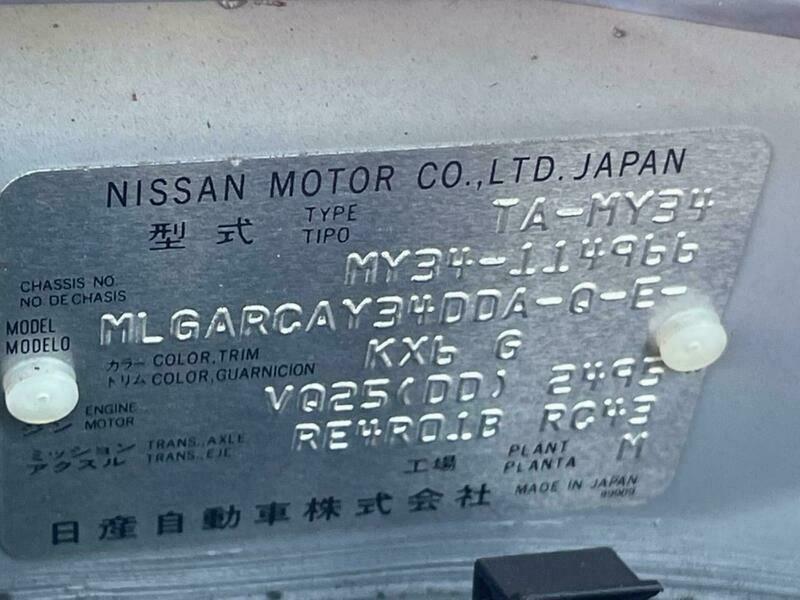 NISSAN MOTOR CO.,LTD. JAPAN
型式 TYPE TIPO TA-MY34
CHASSIS NO. NO DE CHASIS MY34-114966
MODEL MODELO MLGARCAY34DDA-Q-E-
カラー COLOR,TRIM トリム COLOR,GUARNICION KX6 G
ジン ENGINE MOTOR VQ25(DD) 2495
ミッション アクスル TRANS.,AXLE TRANS.,EJE RE4R01B RC43
工場 PLANT PLANTA M
日産自動車株式会社 MADE IN JAPAN